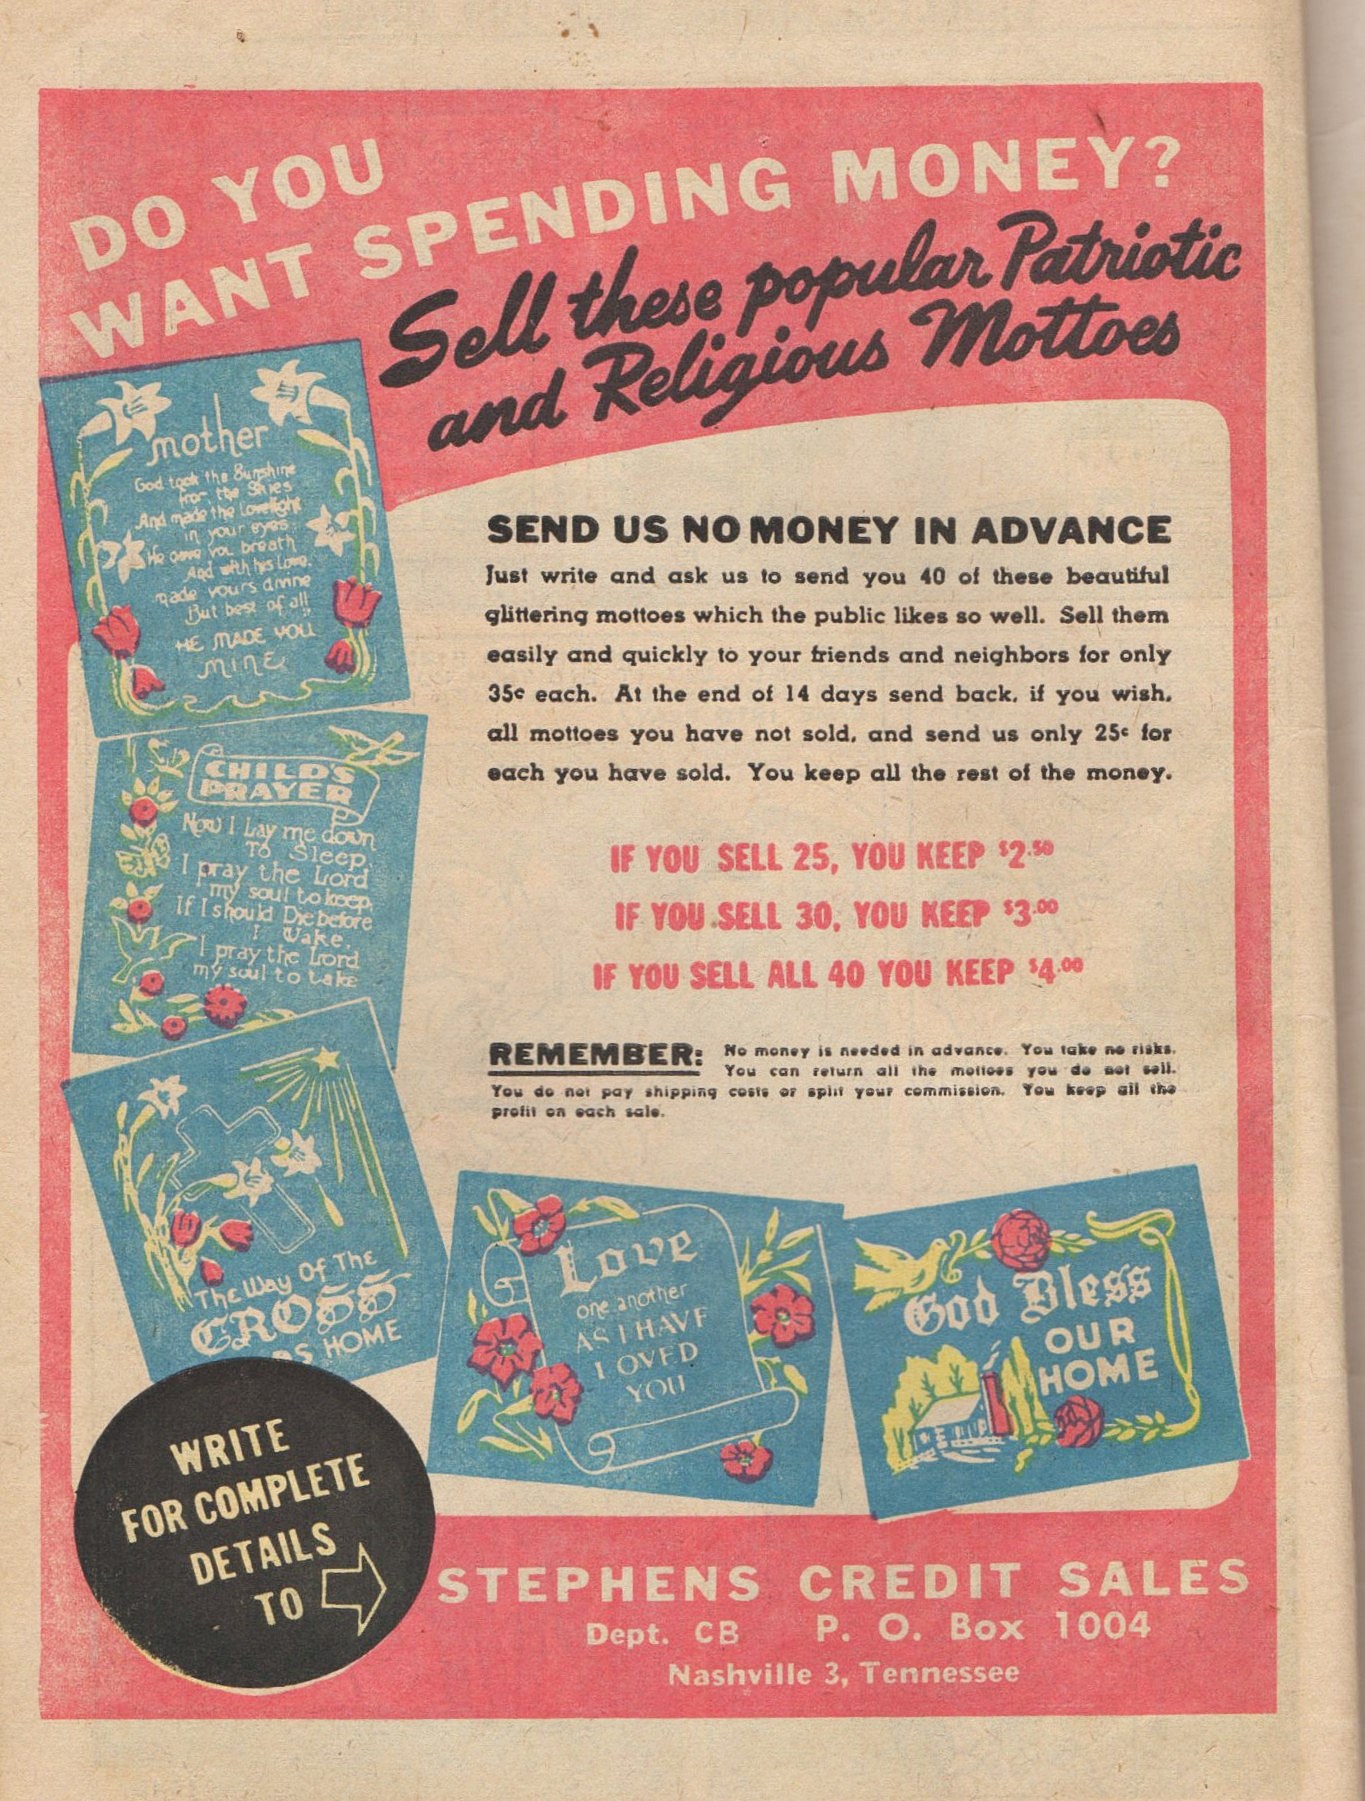 DO YOU
WANT SPENDING MONEY?
Sell these popular Patriotic
and Religious Mottoes
mother
God took the Sunshine
from the Skies
And made the Lovelight
in your eyes
He gave you breath
And with his Love,
made yours divine
But best of all
HE MADE YOU
MINE
CHILD'S
PRAYER
Now I Lay me down
To Sleep,
I pray the Lord
my soul to keep,
If I should Die before
I Wake,
I pray the Lord
my soul to take
The Way Of The
CROSS
HOME
SEND US NO MONEY IN ADVANCE
Just write and ask us to send you 40 of these beautiful
glittering mottoes which the public likes so well. Sell them
easily and quickly to your friends and neighbors for only
35¢ each. At the end of 14 days send back, if you wish,
all mottoes you have not sold, and send us only 25¢ for
each you have sold. You keep all the rest of the money.
IF YOU SELL 25, YOU KEEP $2.50
IF YOU SELL 30, YOU KEEP $3.00
IF YOU SELL ALL 40 YOU KEEP $4.00
REMEMBER: No money is needed in advance. You take no risks.
You can return all the mottoes you do not sell.
You do not pay shipping costs or split your commission. You keep all the
profit on each sale.
Love
one another
AS I HAVE
LOVED
YOU
God Bless
OUR
HOME
WRITE
FOR COMPLETE
DETAILS
TO
STEPHENS CREDIT SALES
Dept. CB P. O. Box 1004
Nashville 3, Tennessee